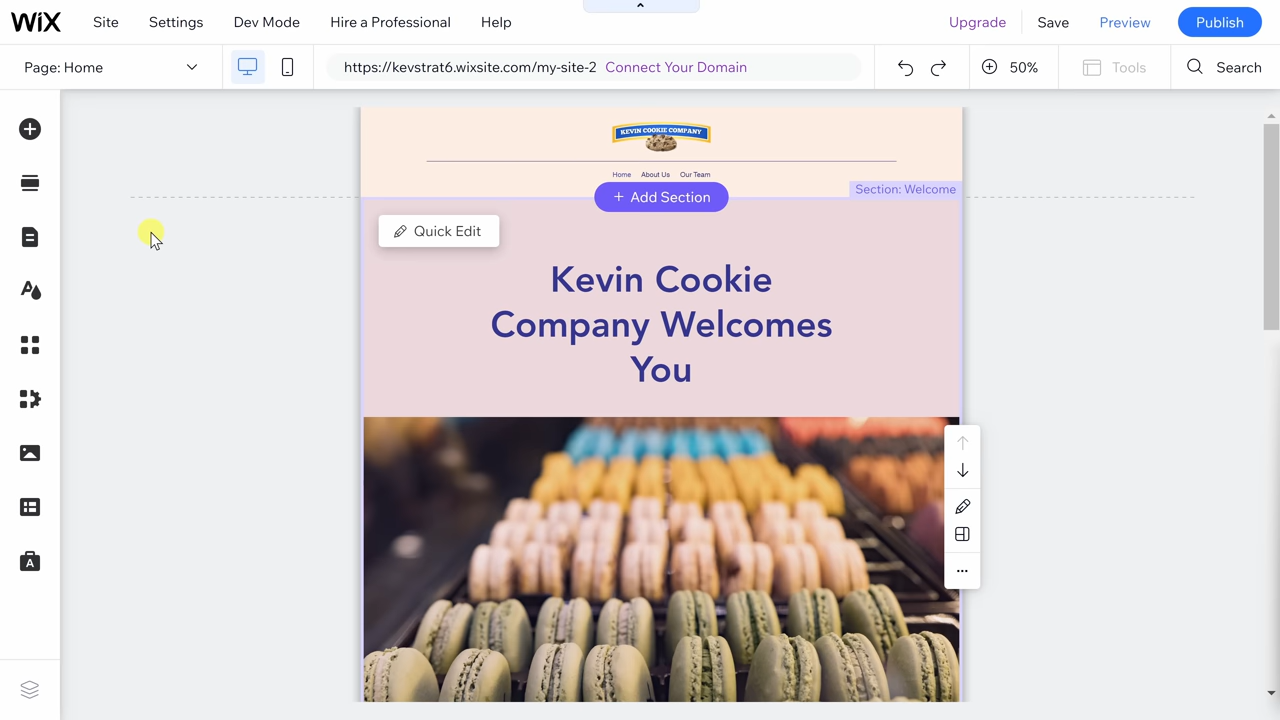 WiX Site Settings Dev Mode Hire a Professional Help Upgrade Save Preview Publish
Page: Home https://kevstrat6.wixsite.com/my-site-2 Connect Your Domain 50% Tools Search
KEVIN COOKIE COMPANY
Home About Us Our Team
Section: Welcome
+ Add Section
Quick Edit
Kevin Cookie
Company Welcomes
You
A
A